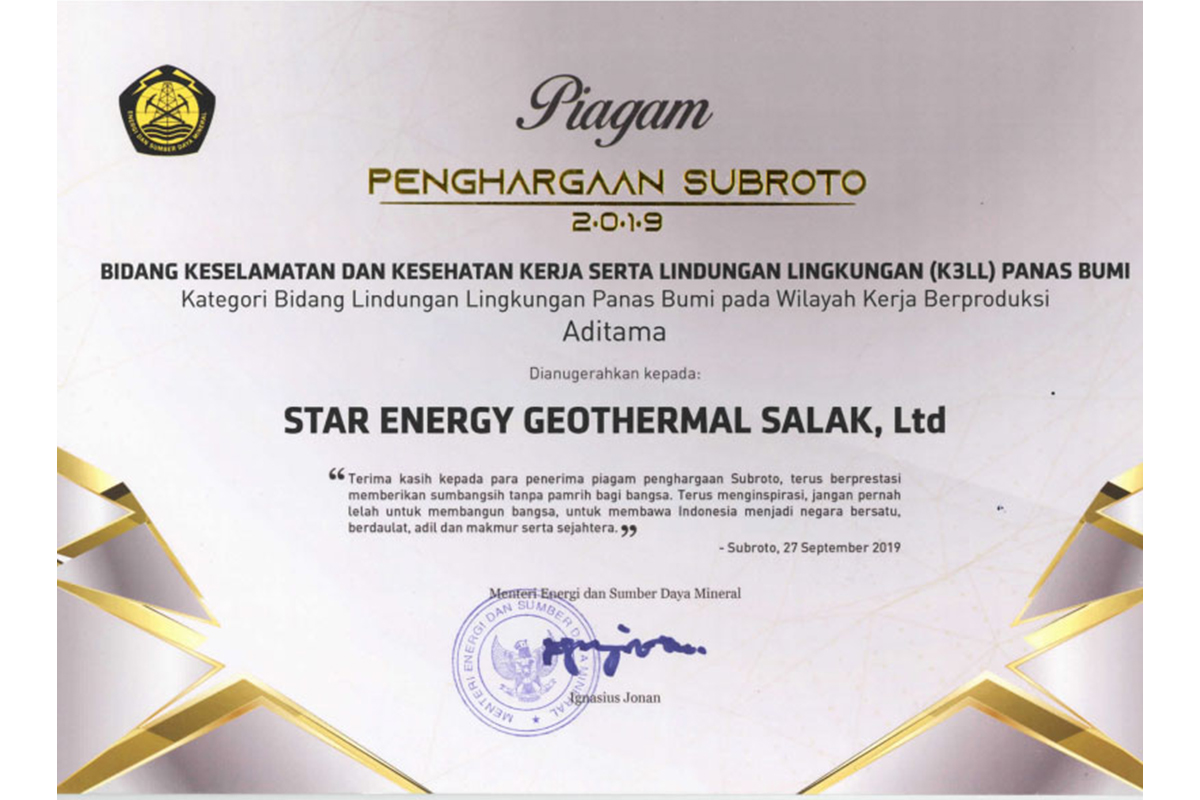 ENERGI DAN SUMBER DAYA MINERAL
Piagam
PENGHARGAAN SUBROTO
2•0•1•9
BIDANG KESELAMATAN DAN KESEHATAN KERJA SERTA LINDUNGAN LINGKUNGAN (K3LL) PANAS BUMI
Kategori Bidang Lindungan Lingkungan Panas Bumi pada Wilayah Kerja Berproduksi
Aditama
Dianugerahkan kepada:
STAR ENERGY GEOTHERMAL SALAK, Ltd
“Terima kasih kepada para penerima piagam penghargaan Subroto, terus berprestasi
memberikan sumbangsih tanpa pamrih bagi bangsa. Terus menginspirasi, jangan pernah
lelah untuk membangun bangsa, untuk membawa Indonesia menjadi negara bersatu,
berdaulat, adil dan makmur serta sejahtera.”
- Subroto, 27 September 2019
Menteri Energi dan Sumber Daya Mineral
MENTERI ENERGI DAN SUMBER DAYA MINERAL
Ignasius Jonan